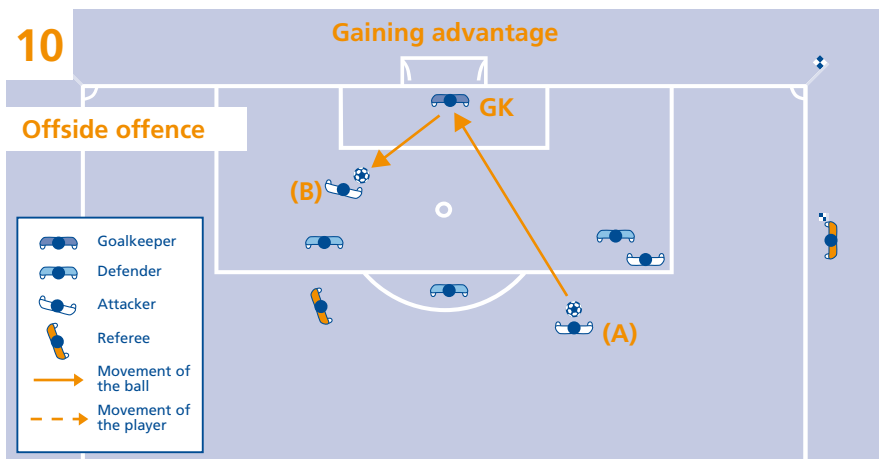 10
Gaining advantage
GK
Offside offence
(B)
(A)
Goalkeeper
Defender
Attacker
Referee
Movement of
the ball
Movement of
the player